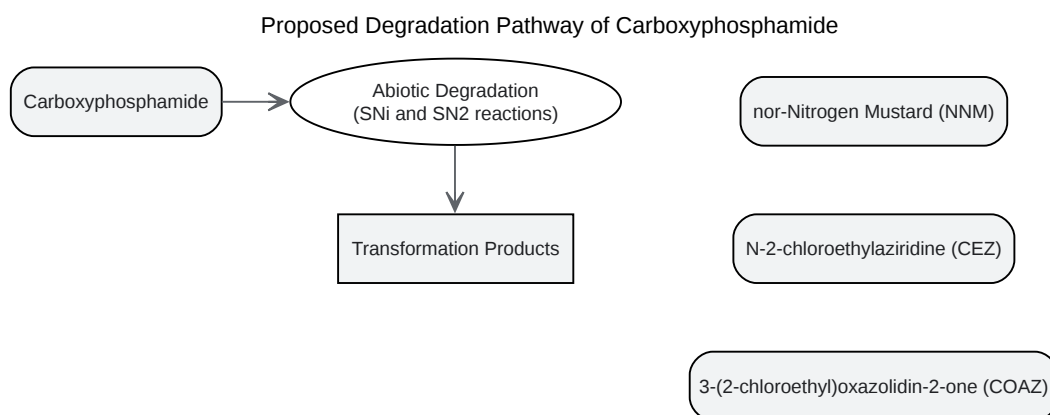 Proposed Degradation Pathway of Carboxyphosphamide
Carboxyphosphamide
Abiotic Degradation
(SNi and SN2 reactions)
nor-Nitrogen Mustard (NNM)
Transformation Products
N-2-chloroethylaziridine (CEZ)
3-(2-chloroethyl)oxazolidin-2-one (COAZ)